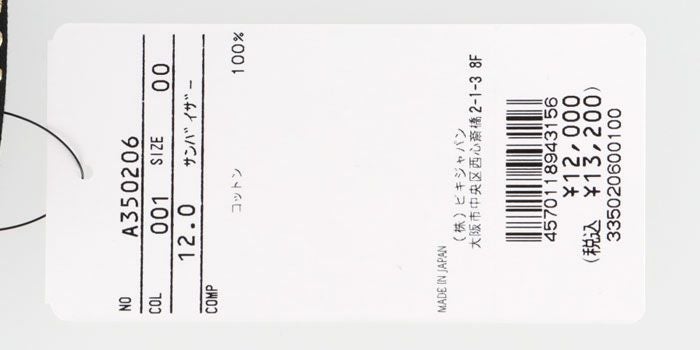 NO A350206
COL 001 SIZE 00
12.0 サンバイザー
COMP
コットン 100%
MADE IN JAPAN
(株)ビキジャパン
大阪市中央区西心斎橋2-1-3 8F
4570118943156
¥12,000
(税込 ¥13,200)
335020600100